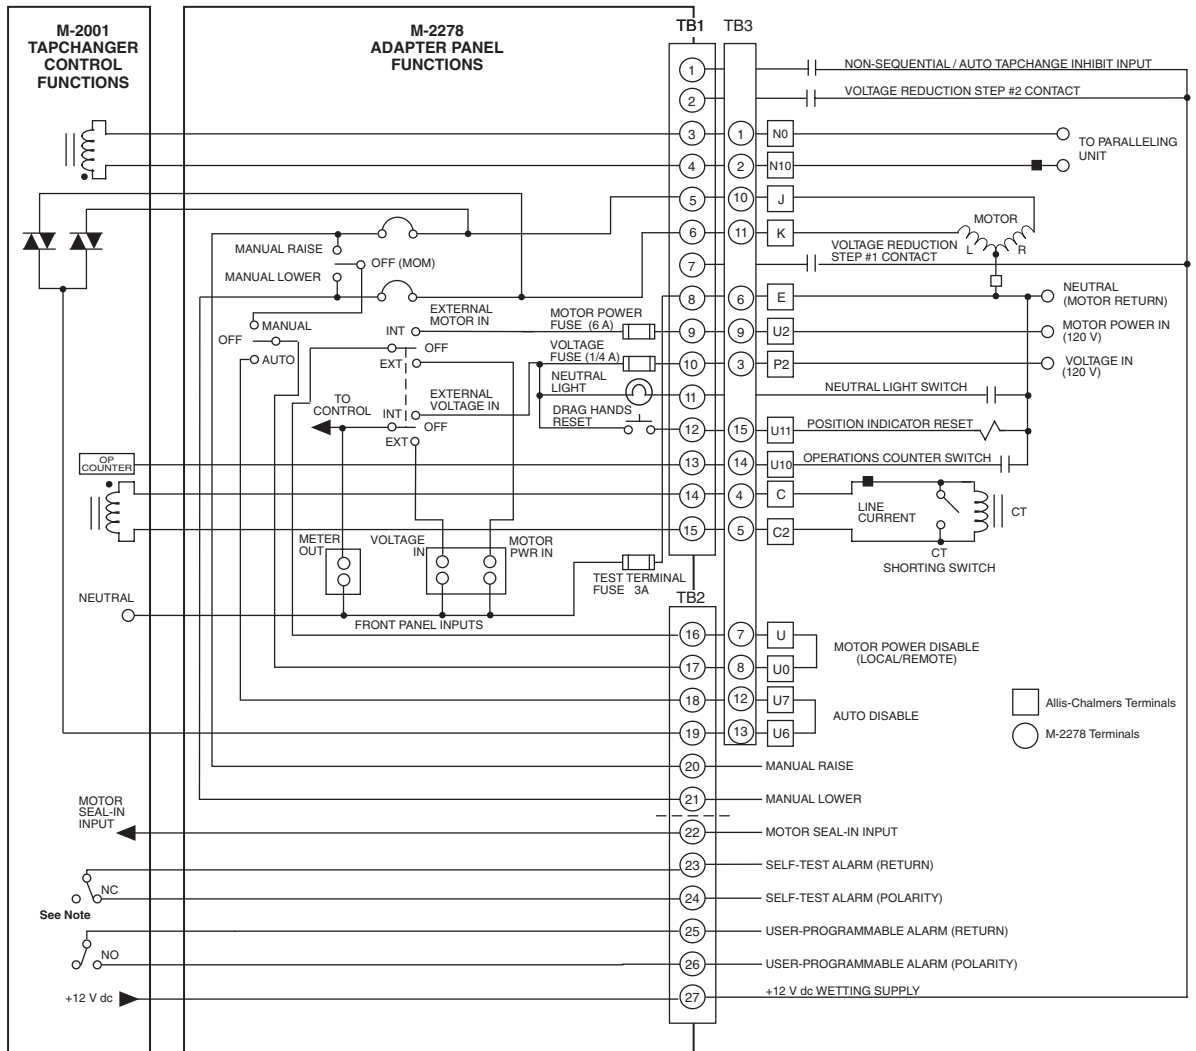 M-2001
TAPCHANGER
CONTROL
FUNCTIONS
M-2278
ADAPTER PANEL
FUNCTIONS
TB1
TB3
1
NON-SEQUENTIAL / AUTO TAPCHANGE INHIBIT INPUT
2
VOLTAGE REDUCTION STEP #2 CONTACT
3
1
N0
TO PARALLELING
UNIT
4
2
N10
5
10
J
MOTOR
L
R
6
11
K
VOLTAGE REDUCTION
STEP #1 CONTACT
7
MANUAL RAISE
OFF (MOM)
MANUAL LOWER
8
6
E
NEUTRAL
(MOTOR RETURN)
EXTERNAL
MOTOR IN
MOTOR POWER
FUSE (6 A)
9
9
U2
MOTOR POWER IN
(120 V)
MANUAL
OFF
AUTO
INT
OFF
EXT
VOLTAGE
FUSE (1/4 A)
10
3
P2
VOLTAGE IN
(120 V)
NEUTRAL
LIGHT
11
NEUTRAL LIGHT SWITCH
TO
CONTROL
EXTERNAL
VOLTAGE IN
INT
OFF
EXT
DRAG HANDS
RESET
12
15
U11
POSITION INDICATOR RESET
OP
COUNTER
13
14
U10
OPERATIONS COUNTER SWITCH
14
4
C
LINE
CURRENT
CT
15
5
C2
CT
SHORTING SWITCH
METER
OUT
VOLTAGE
IN
MOTOR
PWR IN
TEST TERMINAL
FUSE 3A
TB2
NEUTRAL
FRONT PANEL INPUTS
16
7
U
MOTOR POWER DISABLE
(LOCAL/REMOTE)
17
8
U0
18
12
U7
AUTO DISABLE
19
13
U6
Allis-Chalmers Terminals
M-2278 Terminals
20
MANUAL RAISE
21
MANUAL LOWER
MOTOR
SEAL-IN
INPUT
22
MOTOR SEAL-IN INPUT
23
SELF-TEST ALARM (RETURN)
NC
24
SELF-TEST ALARM (POLARITY)
See Note
25
USER-PROGRAMMABLE ALARM (RETURN)
NO
26
USER-PROGRAMMABLE ALARM (POLARITY)
+12 V dc
27
+12 V dc WETTING SUPPLY